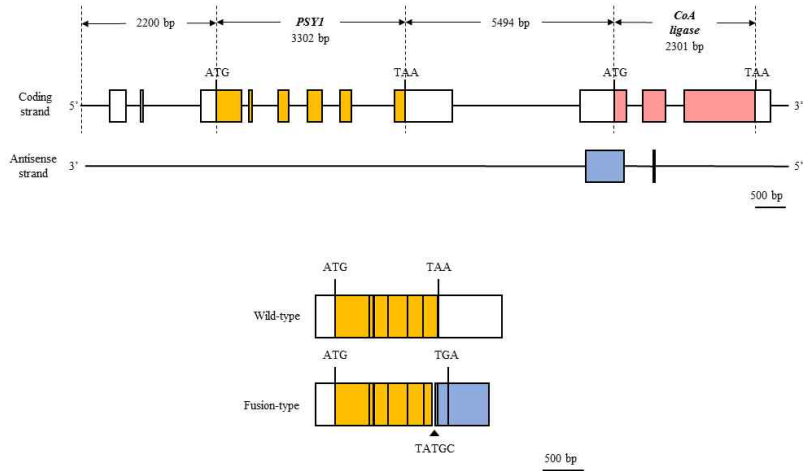 2200 bp
PSY1
3302 bp
5494 bp
CoA
ligase
2301 bp
ATG
TAA
ATG
TAA
Coding
strand
5’
3’
Antisense
strand
3’
5’
500 bp
ATG
TAA
Wild-type
ATG
TGA
Fusion-type
TATGC
500 bp